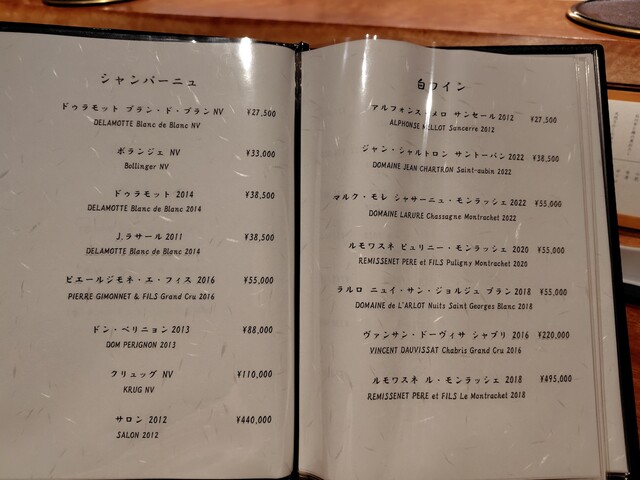 シャンパーニュ
ドゥラモット ブラン・ド・ブラン NV ¥27,500
DELAMOTTE Blanc de Blanc NV
ボランジェ NV ¥33,000
Bollinger NV
ドゥラモット 2014 ¥38,500
DELAMOTTE Blanc de Blanc 2014
J.ラサール 2011 ¥38,500
DELAMOTTE Blanc de Blanc 2014
ピエールジモネ・エ・フィス 2016 ¥55,000
PIERRE GIMONNET & FILS Grand Cru 2016
ドン・ペリニョン 2013 ¥88,000
DOM PERIGNON 2013
クリュッグ NV ¥110,000
KRUG NV
サロン 2012 ¥440,000
SALON 2012
白ワイン
アルフォンス・メロ サンセール 2012 ¥27,500
ALPHONSE MELLOT Sancerre 2012
ジャン・シャルトロン サントーバン 2022 ¥38,500
DOMAINE JEAN CHARTRON Saint-aubin 2022
マルク・モレ シャサーニュ・モンラッシェ 2022 ¥55,000
DOMAINE LARURE Chassagne Montrachet 2022
ルモワスネ ピュリニー・モンラッシェ 2020 ¥55,000
REMISSENET PERE et FILS Puligny Montrachet 2020
ラルロ ニュイ・サン・ジョルジュ ブラン 2018 ¥55,000
DOMAINE de L'ARLOT Nuits Saint Georges Blanc 2018
ヴァンサン・ドーヴィサ シャブリ 2016 ¥220,000
VINCENT DAUVISSAT Chabris Grand Cru 2016
ルモワスネ ル・モンラッシェ 2018 ¥495,000
REMISSENET PERE et FILS Le Montrachet 2018